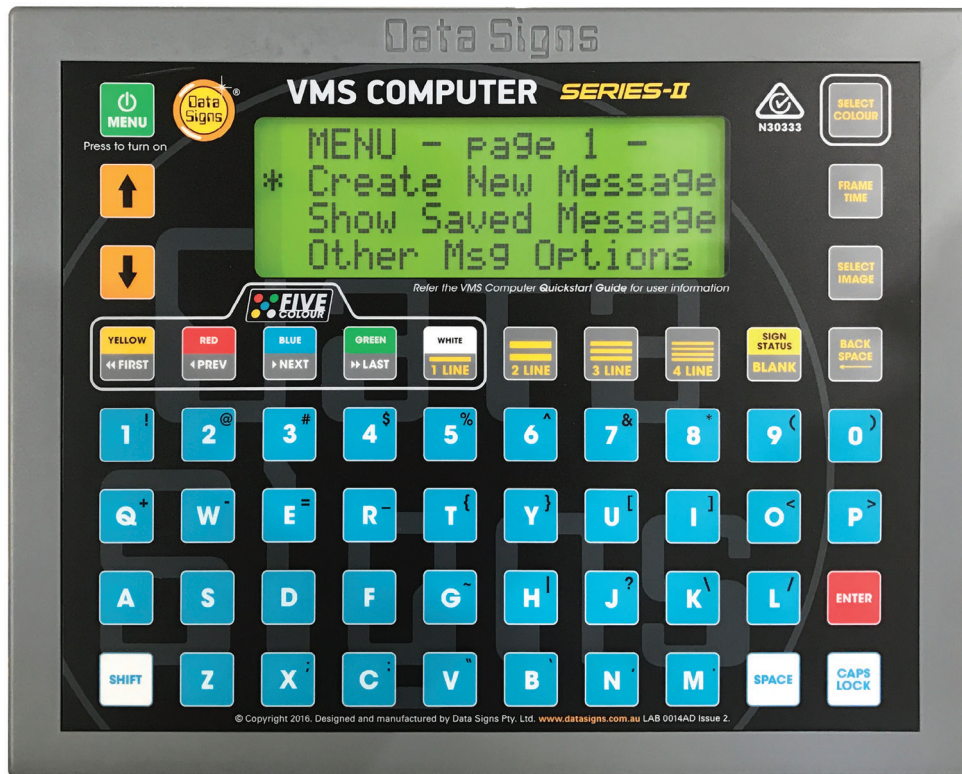 Data Signs
MENU
Press to turn on
Data
Signs
®
VMS COMPUTER SERIES-II
N30333
SELECT
COLOUR
MENU - page 1 -
* Create New Message
Show Saved Message
Other Msg Options
FRAME
TIME
SELECT
IMAGE
Refer the VMS Computer Quickstart Guide for user information
FIVE
COLOUR
YELLOW
FIRST
RED
PREV
BLUE
NEXT
GREEN
LAST
WHITE
1 LINE
2 LINE
3 LINE
4 LINE
SIGN
STATUS
BLANK
BACK
SPACE
1 ! 2 @ 3 # 4 $ 5 % 6 ^ 7 & 8 * 9 ( 0 )
Q + W - E = R _ T { Y } U [ I ] O < P >
A S D F G ~ H | J ? K \ L / ENTER
SHIFT Z X ; C : V " B ` N , M . SPACE CAPS
LOCK
Data
Signs
© Copyright 2016. Designed and manufactured by Data Signs Pty. Ltd. www.datasigns.com.au LAB 0014AD Issue 2.